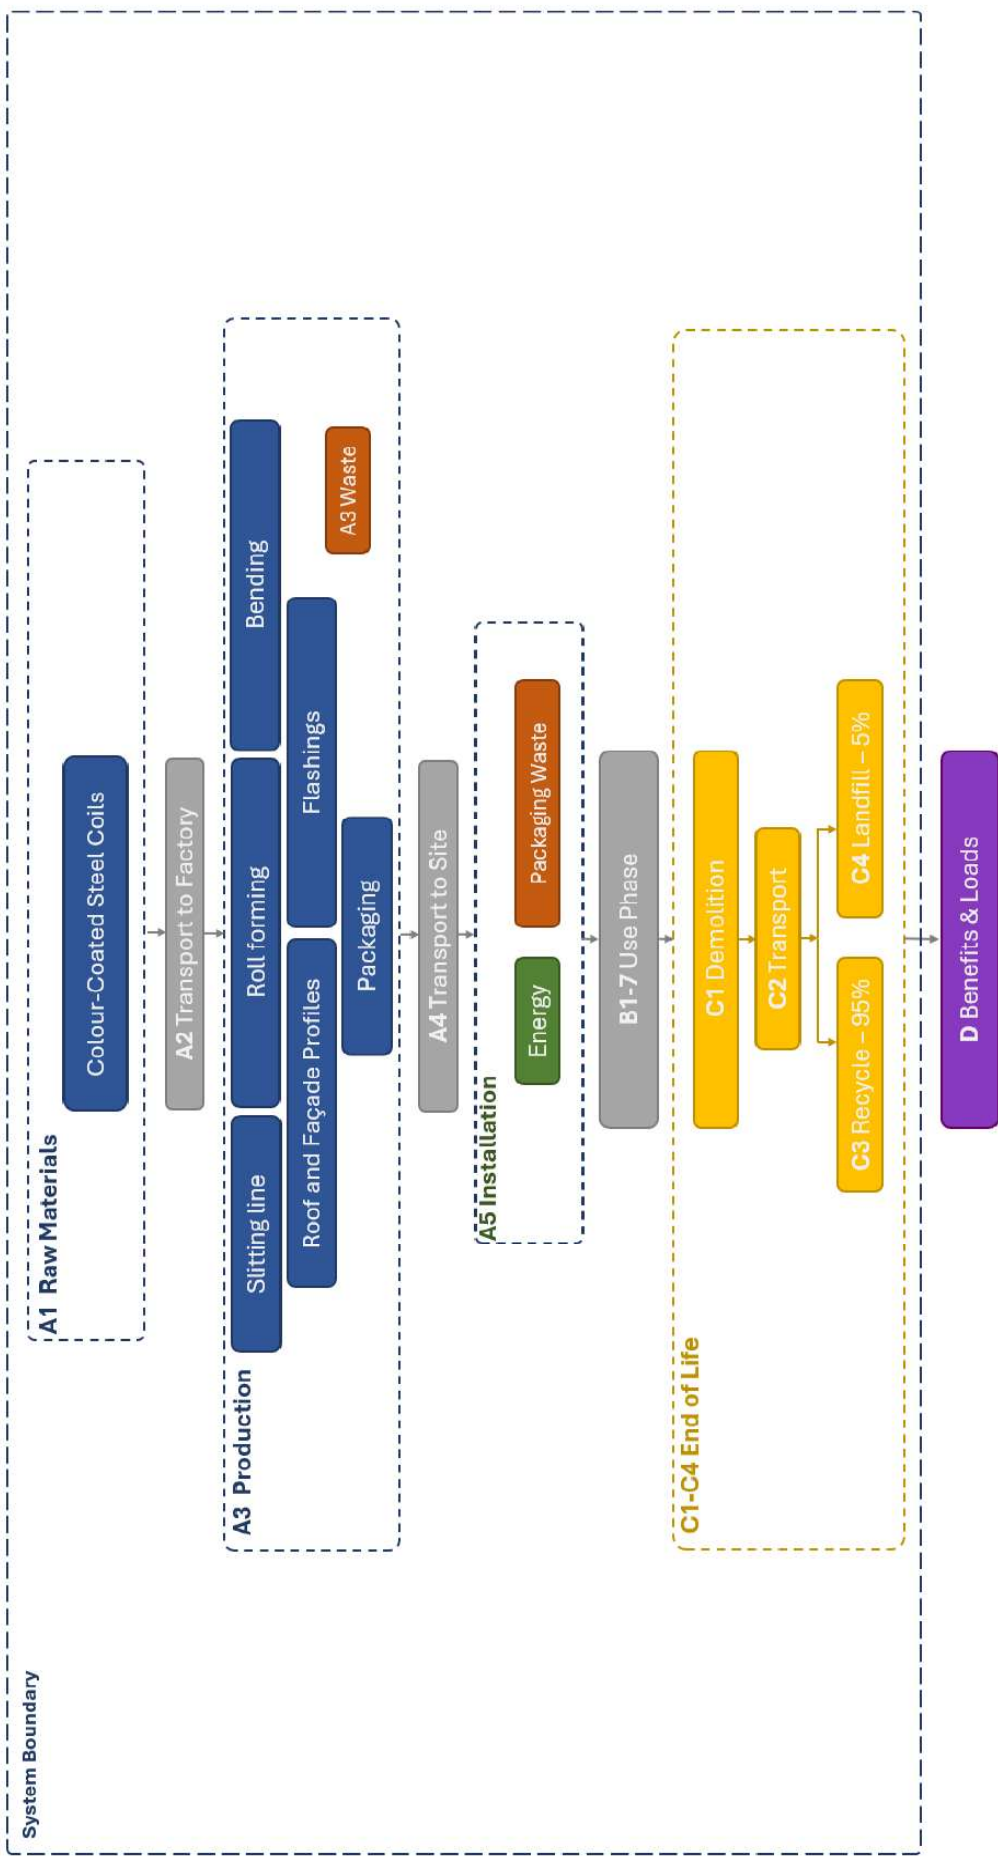 System Boundary
A1 Raw Materials
Colour-Coated Steel Coils
A2 Transport to Factory
A3 Production
Slitting line
Roll forming
Bending
Roof and Façade Profiles
Flashings
Packaging
A3 Waste
A4 Transport to Site
A5 Installation
Energy
Packaging Waste
B1-7 Use Phase
C1-C4 End of Life
C1 Demolition
C2 Transport
C3 Recycle – 95%
C4 Landfill – 5%
D Benefits & Loads